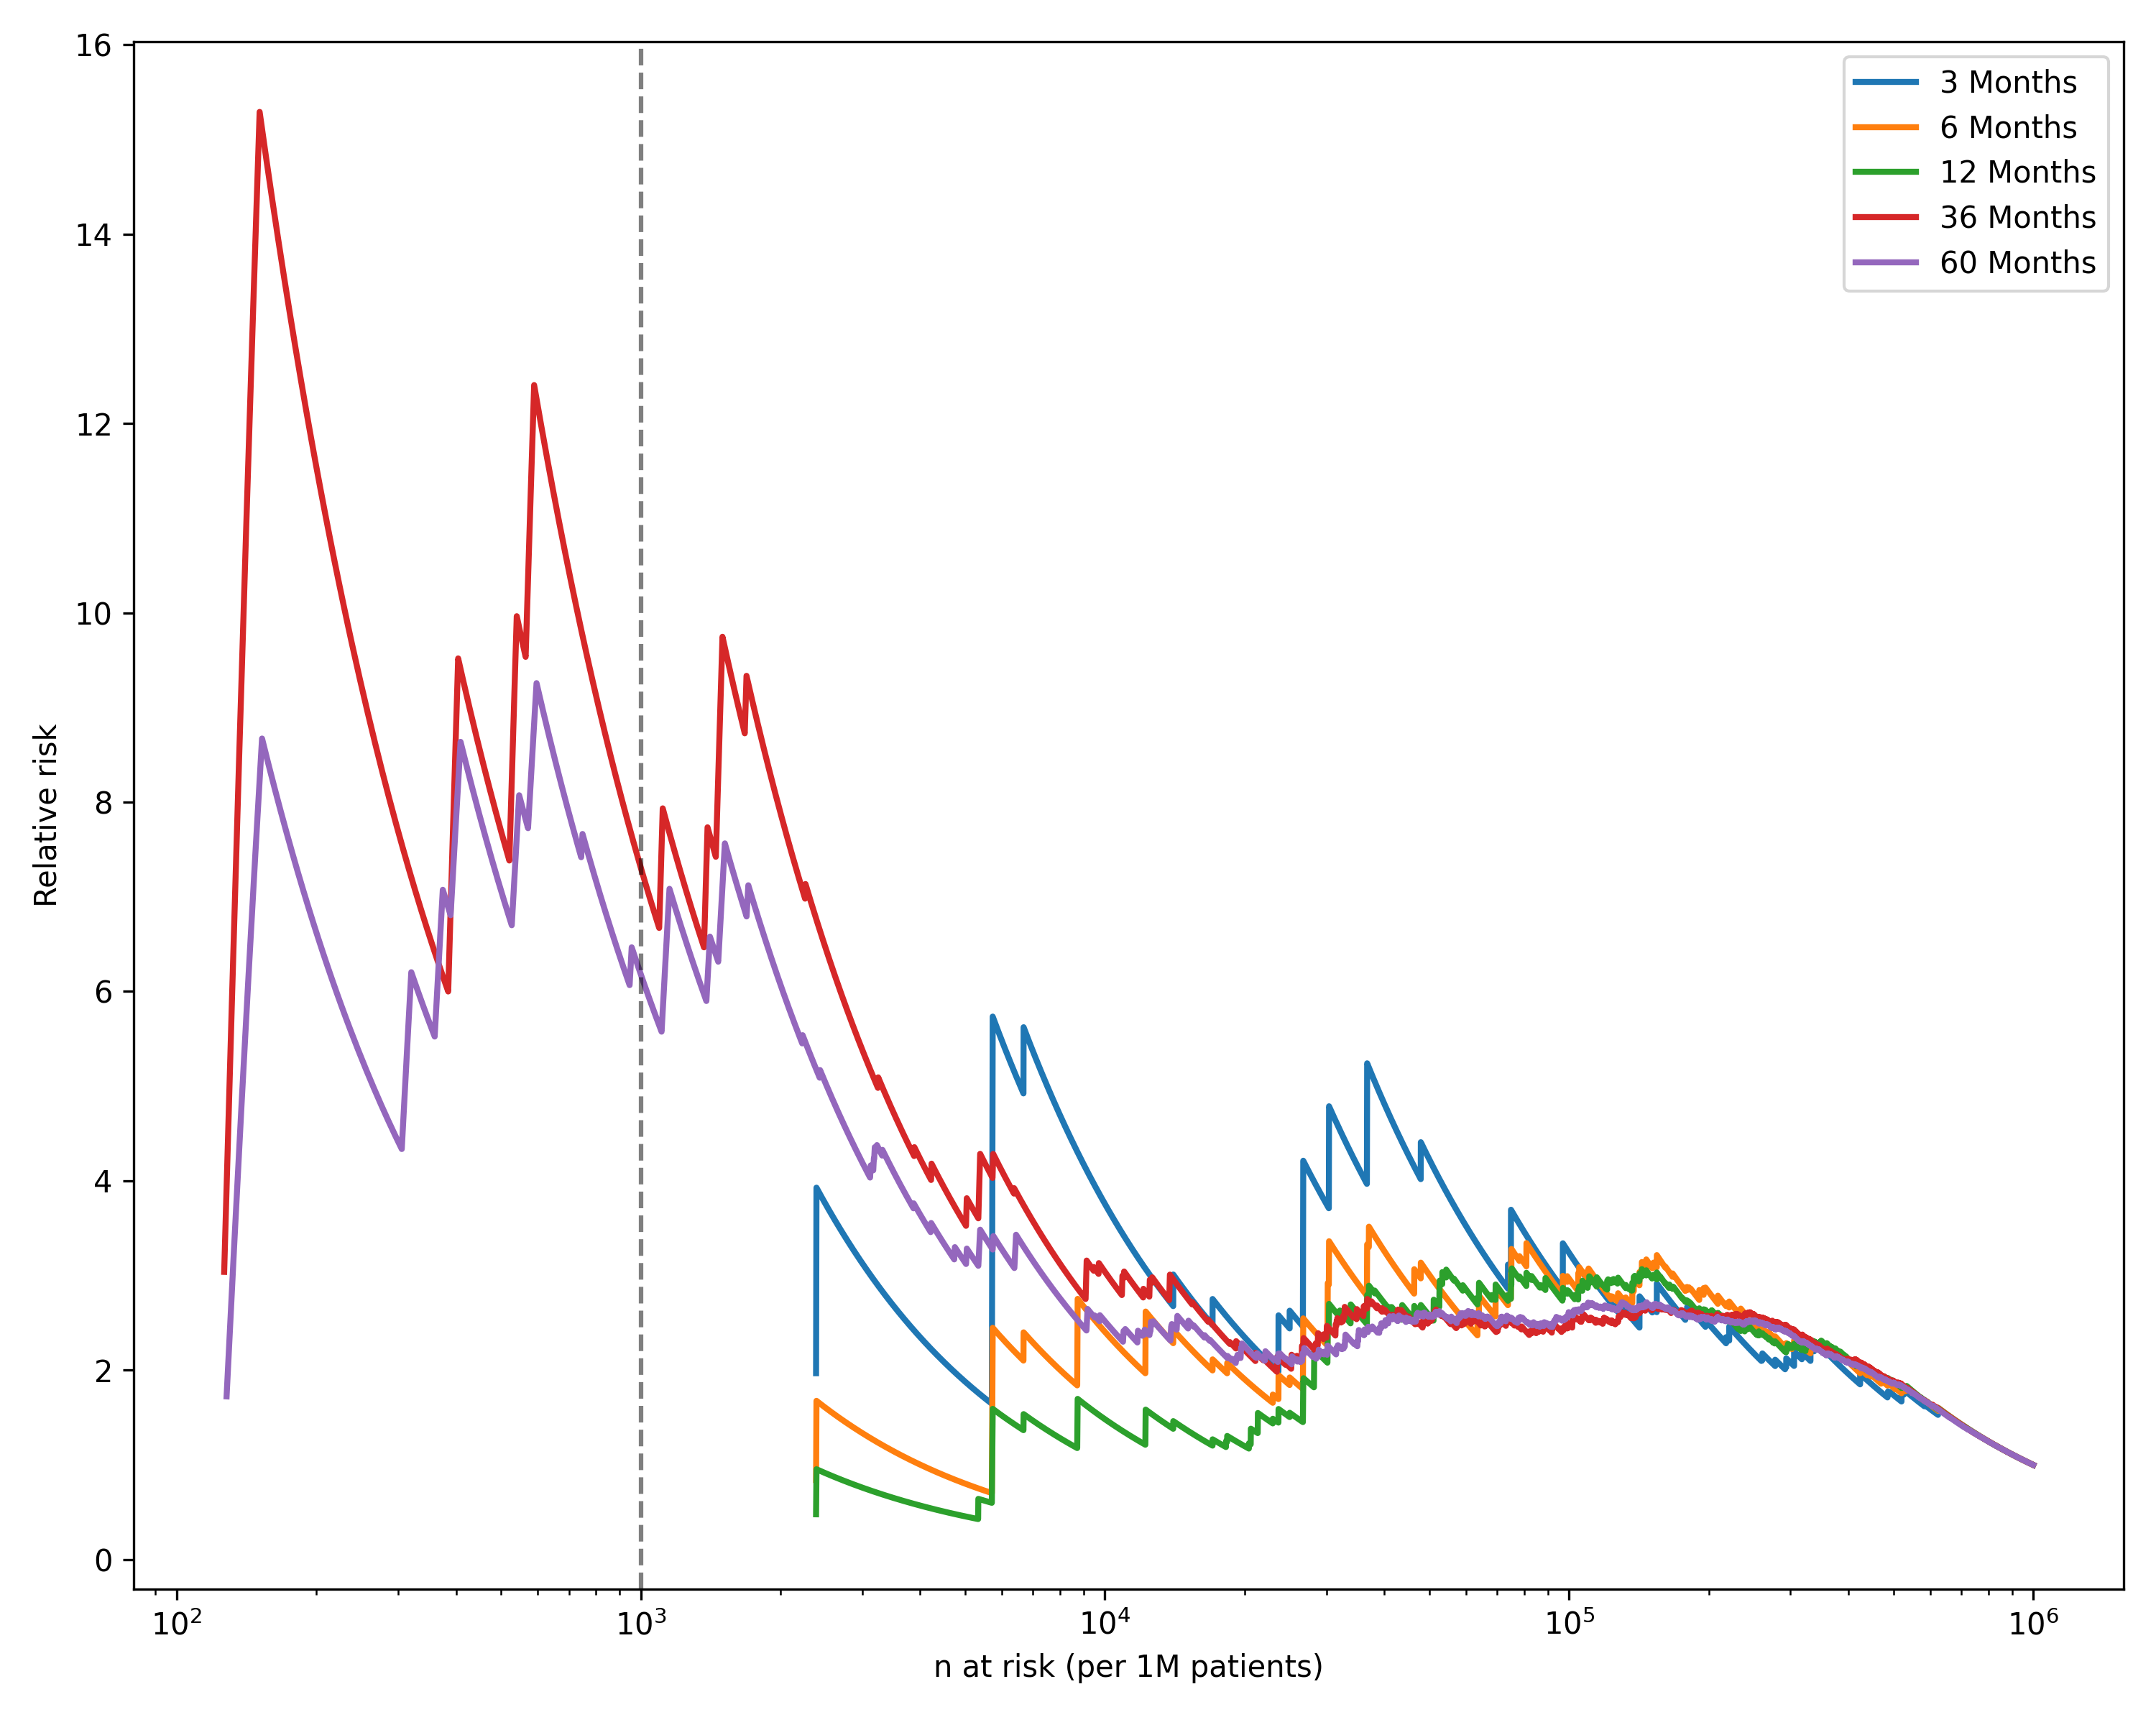 16
14
12
10
8
6
4
2
0
Relative risk
3 Months
6 Months
12 Months
36 Months
60 Months
10²
10³
10⁴
10⁵
10⁶
n at risk (per 1M patients)